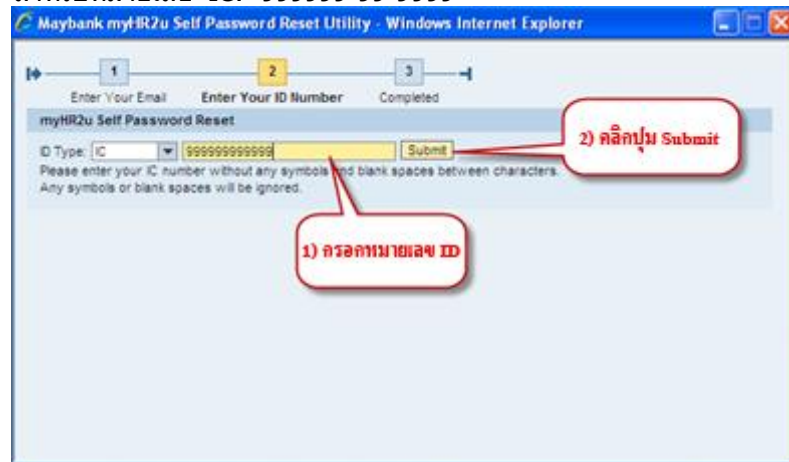 Maybank myHR2u Self Password Reset Utility - Windows Internet Explorer
1 2 3
Enter Your Email Enter Your ID Number Completed
myHR2u Self Password Reset
ID Type: IC 999999999999 Submit
Please enter your IC number without any symbols and blank spaces between characters.
Any symbols or blank spaces will be ignored.
2) คลิกปุ่ม Submit
1) กรอกหมายเลข ID